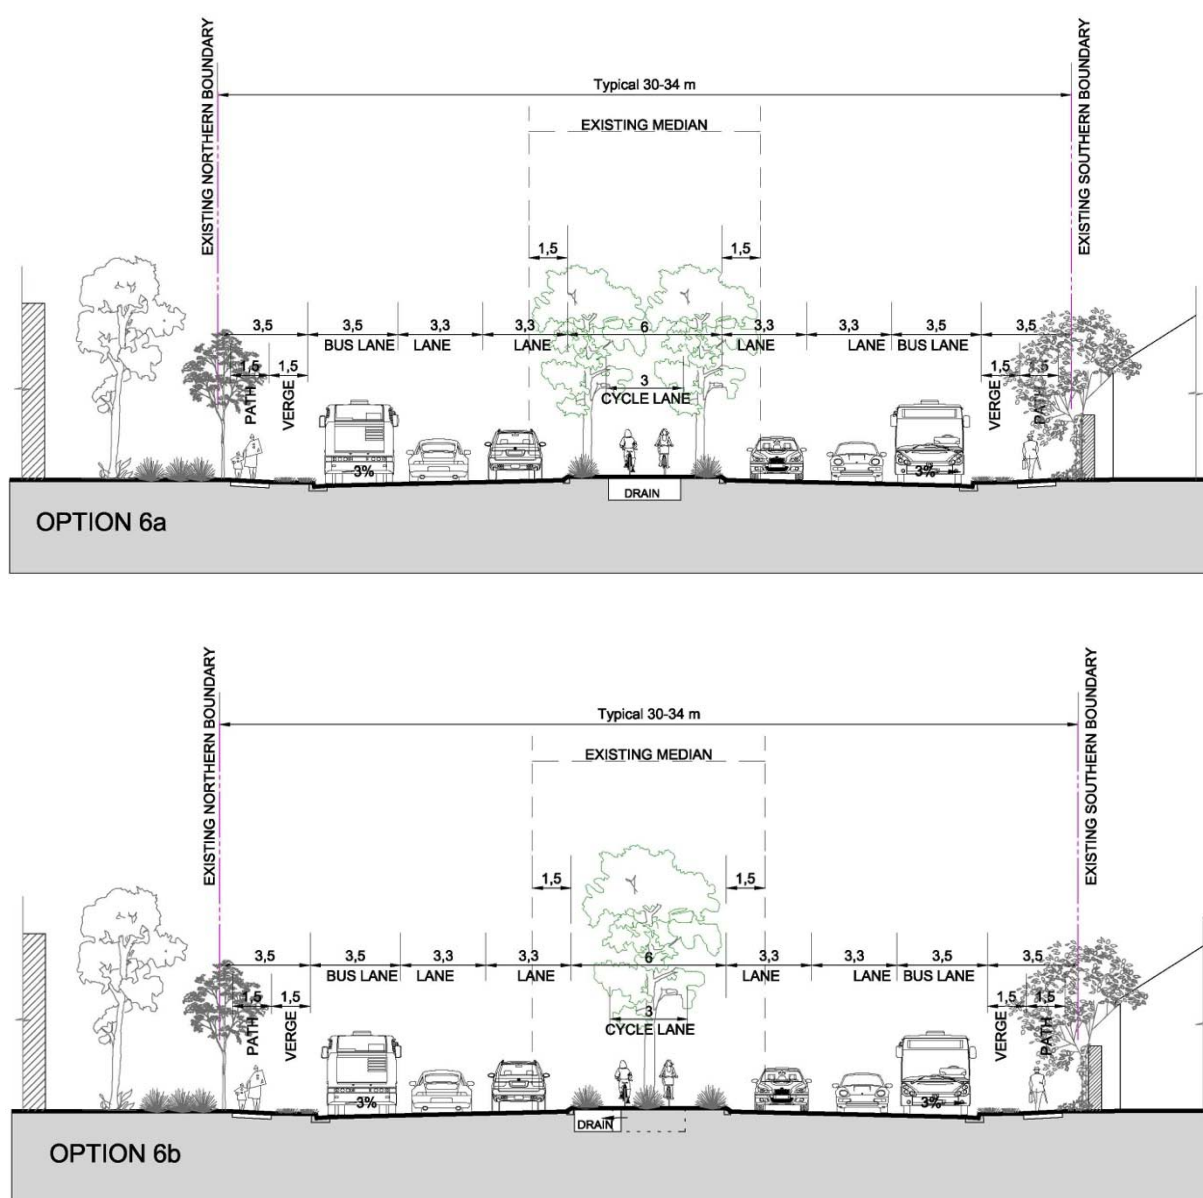 EXISTING NORTHERN BOUNDARY
Typical 30-34 m
EXISTING SOUTHERN BOUNDARY
EXISTING MEDIAN
1,5
1,5
3,5
3,5
3,3
3,3
6
3,3
3,3
3,5
3,5
BUS LANE
LANE
LANE
LANE
LANE
BUS LANE
1,5
1,5
3
1,5
1,5
PATH
VERGE
CYCLE LANE
VERGE
PATH
3%
3%
DRAIN
OPTION 6a
EXISTING NORTHERN BOUNDARY
Typical 30-34 m
EXISTING SOUTHERN BOUNDARY
EXISTING MEDIAN
1,5
1,5
3,5
3,5
3,3
3,3
6
3,3
3,3
3,5
3,5
BUS LANE
LANE
LANE
LANE
LANE
BUS LANE
1,5
1,5
3
1,5
1,5
PATH
VERGE
CYCLE LANE
VERGE
PATH
3%
3%
DRAIN
OPTION 6b